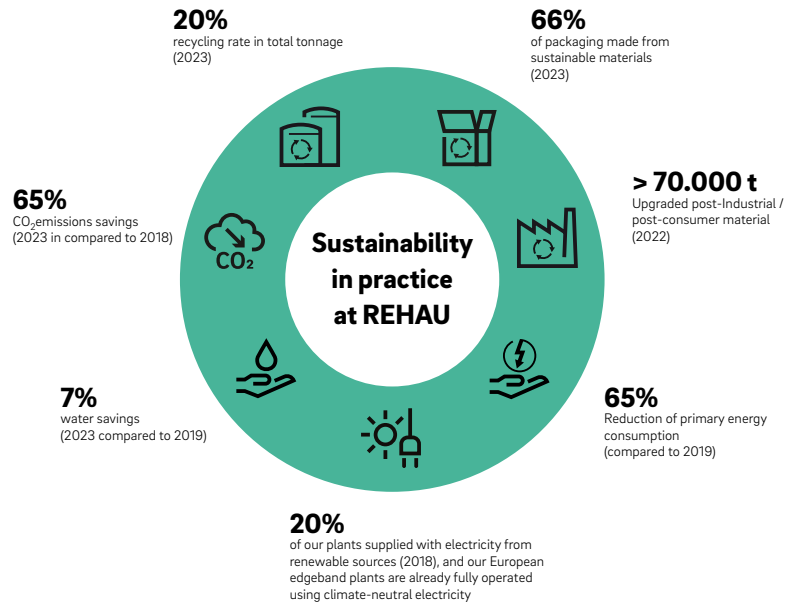 20%
recycling rate in total tonnage
(2023)
66%
of packaging made from
sustainable materials
(2023)
> 70.000 t
Upgraded post-Industrial /
post-consumer material
(2022)
65%
CO₂emissions savings
(2023 in compared to 2018)
CO₂
Sustainability
in practice
at REHAU
7%
water savings
(2023 compared to 2019)
65%
Reduction of primary energy
consumption
(compared to 2019)
20%
of our plants supplied with electricity from
renewable sources (2018), and our European
edgeband plants are already fully operated
using climate-neutral electricity